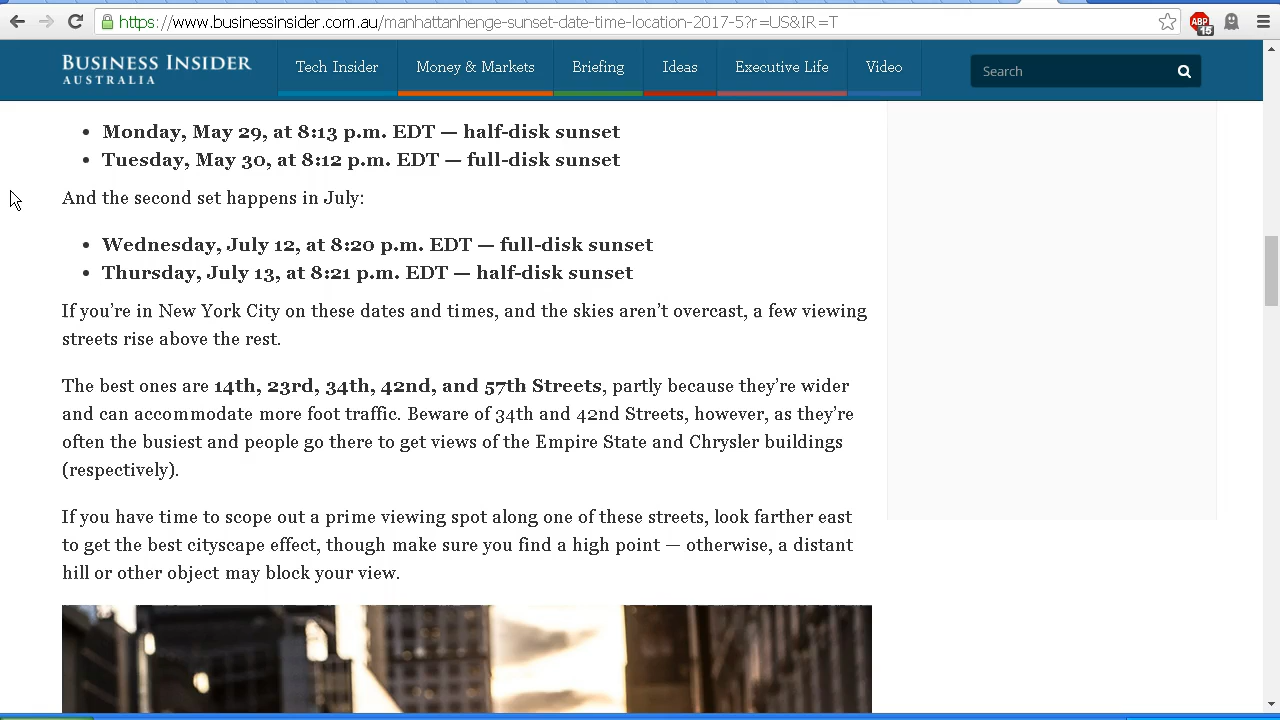 https://www.businessinsider.com.au/manhattanhenge-sunset-date-time-location-2017-5?r=US&IR=T
ABP
15
BUSINESS INSIDER
AUSTRALIA
Tech Insider
Money & Markets
Briefing
Ideas
Executive Life
Video
Search
• Monday, May 29, at 8:13 p.m. EDT — half-disk sunset
• Tuesday, May 30, at 8:12 p.m. EDT — full-disk sunset
And the second set happens in July:
• Wednesday, July 12, at 8:20 p.m. EDT — full-disk sunset
• Thursday, July 13, at 8:21 p.m. EDT — half-disk sunset
If you’re in New York City on these dates and times, and the skies aren’t overcast, a few viewing
streets rise above the rest.
The best ones are 14th, 23rd, 34th, 42nd, and 57th Streets, partly because they’re wider
and can accommodate more foot traffic. Beware of 34th and 42nd Streets, however, as they’re
often the busiest and people go there to get views of the Empire State and Chrysler buildings
(respectively).
If you have time to scope out a prime viewing spot along one of these streets, look farther east
to get the best cityscape effect, though make sure you find a high point — otherwise, a distant
hill or other object may block your view.